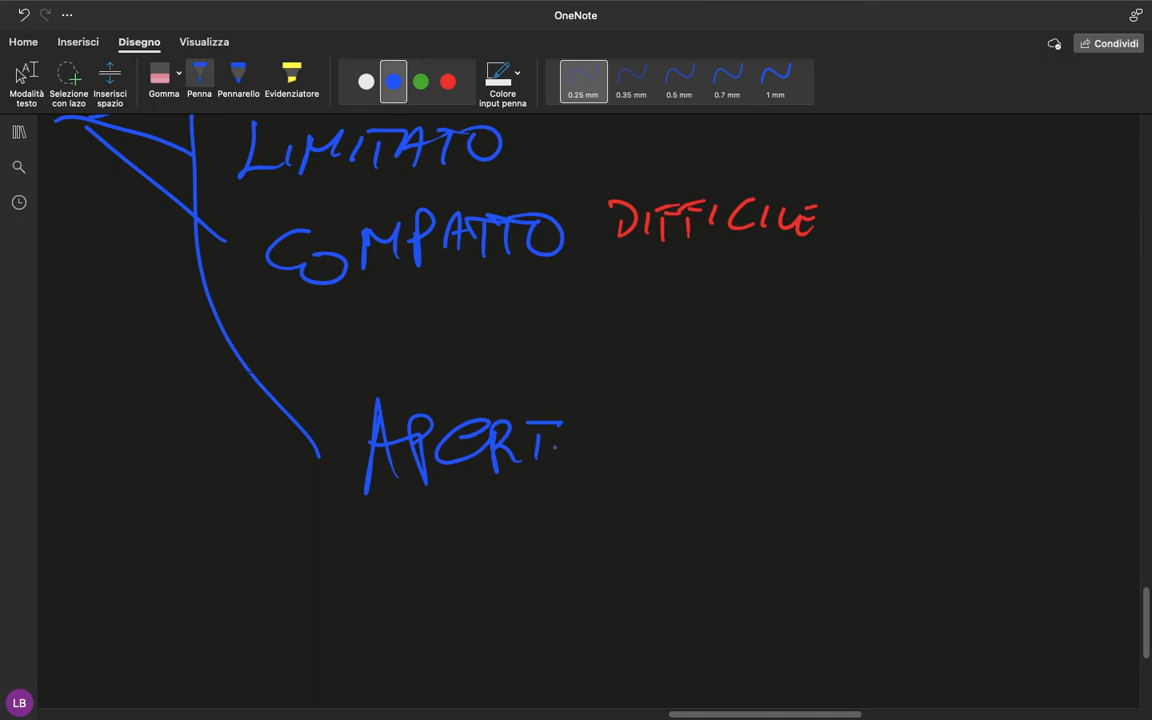 OneNote
Home Inserisci Disegno Visualizza
Condividi
Modalità testo
Selezione con lazo
Inserisci spazio
Gomma
Penna
Pennarello
Evidenziatore
Colore input penna
0.25 mm
0.35 mm
0.5 mm
0.7 mm
1 mm
LIMITATO
COMPATTO DIFFICILE
APERT
LB